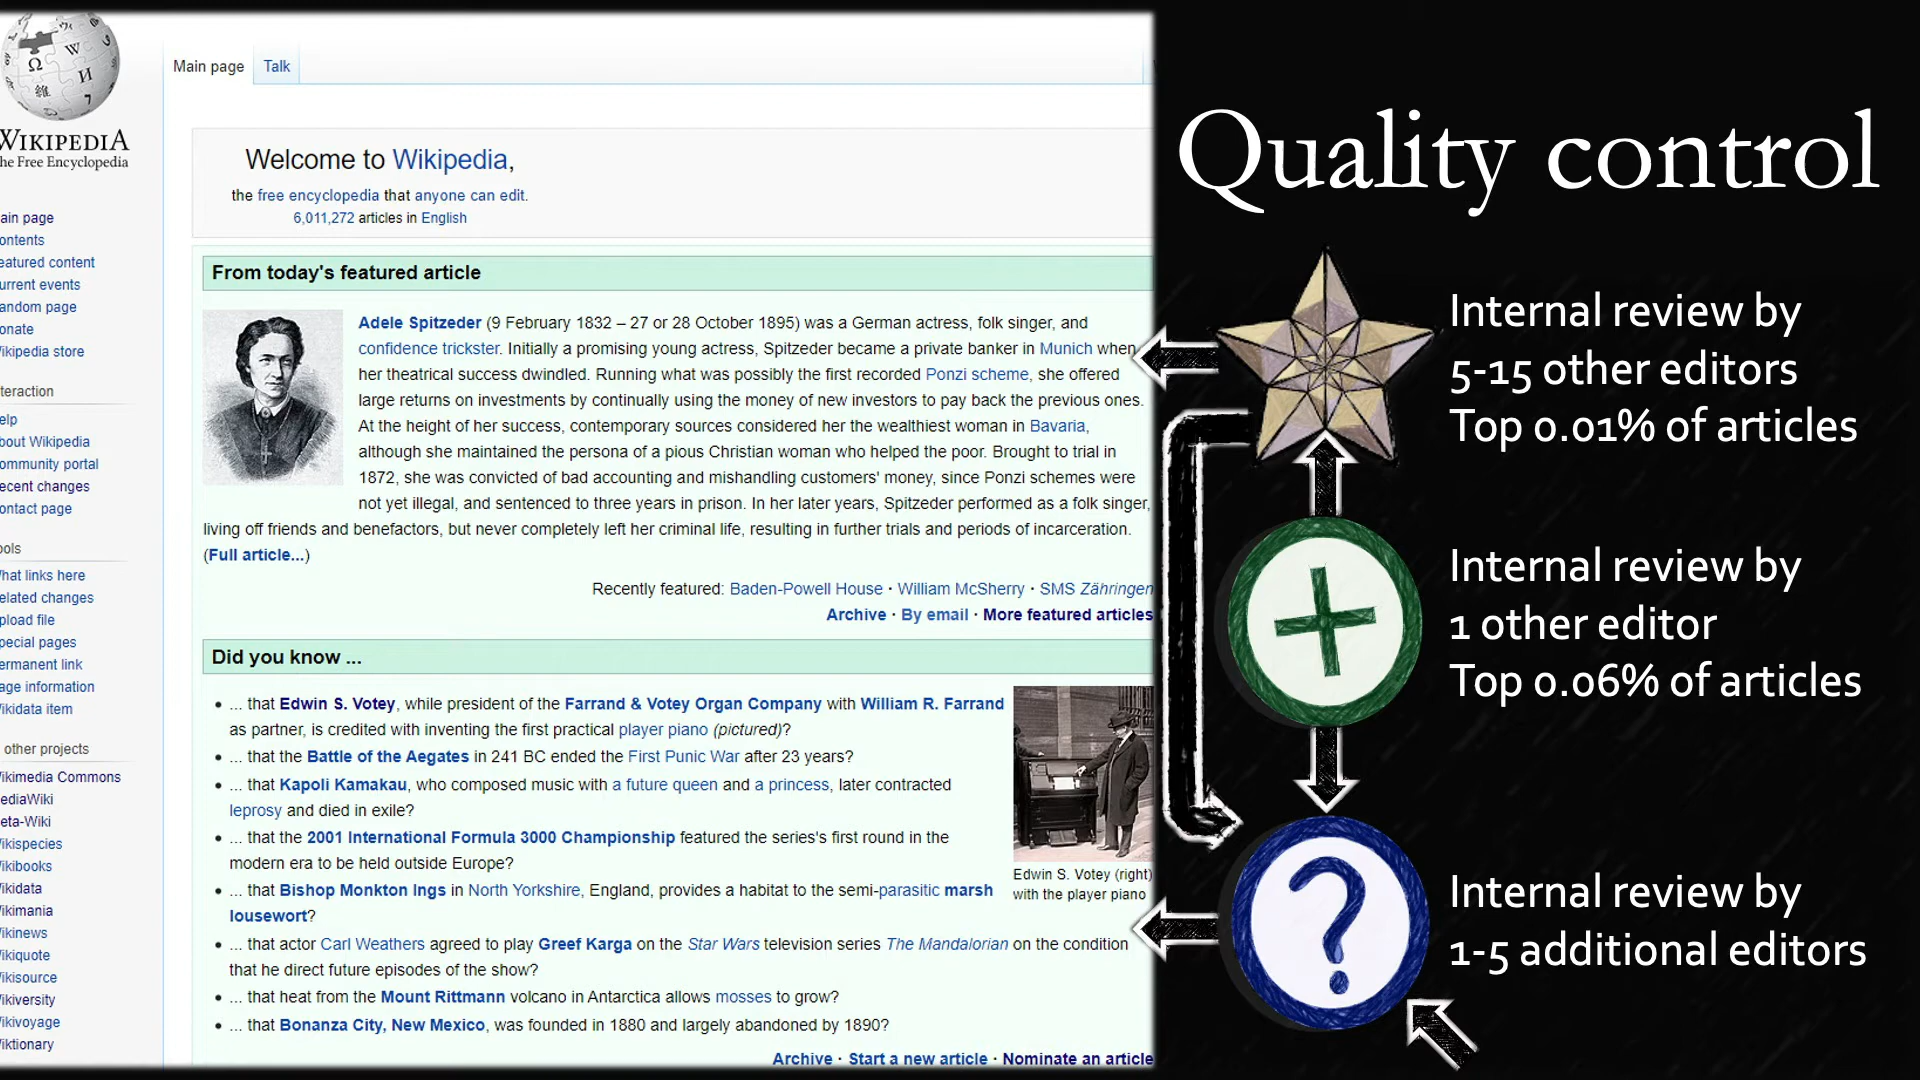 WIKIPEDIA
The Free Encyclopedia
Main page
Talk
Welcome to Wikipedia,
the free encyclopedia that anyone can edit.
6,011,272 articles in English
ain page
ontents
eatured content
urrent events
andom page
onate
ikipedia store
nteraction
elp
bout Wikipedia
ommunity portal
ecent changes
ontact page
ools
hat links here
elated changes
pload file
pecial pages
ermanent link
age information
ikidata item
other projects
ikimedia Commons
ediaWiki
eta-Wiki
ikispecies
ikibooks
ikidata
ikimania
ikinews
ikiquote
ikisource
ikiversity
ikivoyage
iktionary
From today's featured article
Adele Spitzeder (9 February 1832 – 27 or 28 October 1895) was a German actress, folk singer, and
confidence trickster. Initially a promising young actress, Spitzeder became a private banker in Munich when
her theatrical success dwindled. Running what was possibly the first recorded Ponzi scheme, she offered
large returns on investments by continually using the money of new investors to pay back the previous ones.
At the height of her success, contemporary sources considered her the wealthiest woman in Bavaria,
although she maintained the persona of a pious Christian woman who helped the poor. Brought to trial in
1872, she was convicted of bad accounting and mishandling customers' money, since Ponzi schemes were
not yet illegal, and sentenced to three years in prison. In her later years, Spitzeder performed as a folk singer,
living off friends and benefactors, but never completely left her criminal life, resulting in further trials and periods of incarceration.
(Full article...)
Recently featured: Baden-Powell House · William McSherry · SMS Zähringen
Archive · By email · More featured articles
Did you know ...
• ... that Edwin S. Votey, while president of the Farrand & Votey Organ Company with William R. Farrand
as partner, is credited with inventing the first practical player piano (pictured)?
• ... that the Battle of the Aegates in 241 BC ended the First Punic War after 23 years?
• ... that Kapoli Kamakau, who composed music with a future queen and a princess, later contracted
leprosy and died in exile?
• ... that the 2001 International Formula 3000 Championship featured the series's first round in the
modern era to be held outside Europe?
• ... that Bishop Monkton Ings in North Yorkshire, England, provides a habitat to the semi-parasitic marsh
lousewort?
• ... that actor Carl Weathers agreed to play Greef Karga on the Star Wars television series The Mandalorian on the condition
that he direct future episodes of the show?
• ... that heat from the Mount Rittmann volcano in Antarctica allows mosses to grow?
• ... that Bonanza City, New Mexico, was founded in 1880 and largely abandoned by 1890?
Edwin S. Votey (right)
with the player piano
Archive · Start a new article · Nominate an article
Quality control
Internal review by
5-15 other editors
Top 0.01% of articles
Internal review by
1 other editor
Top 0.06% of articles
?
Internal review by
1-5 additional editors